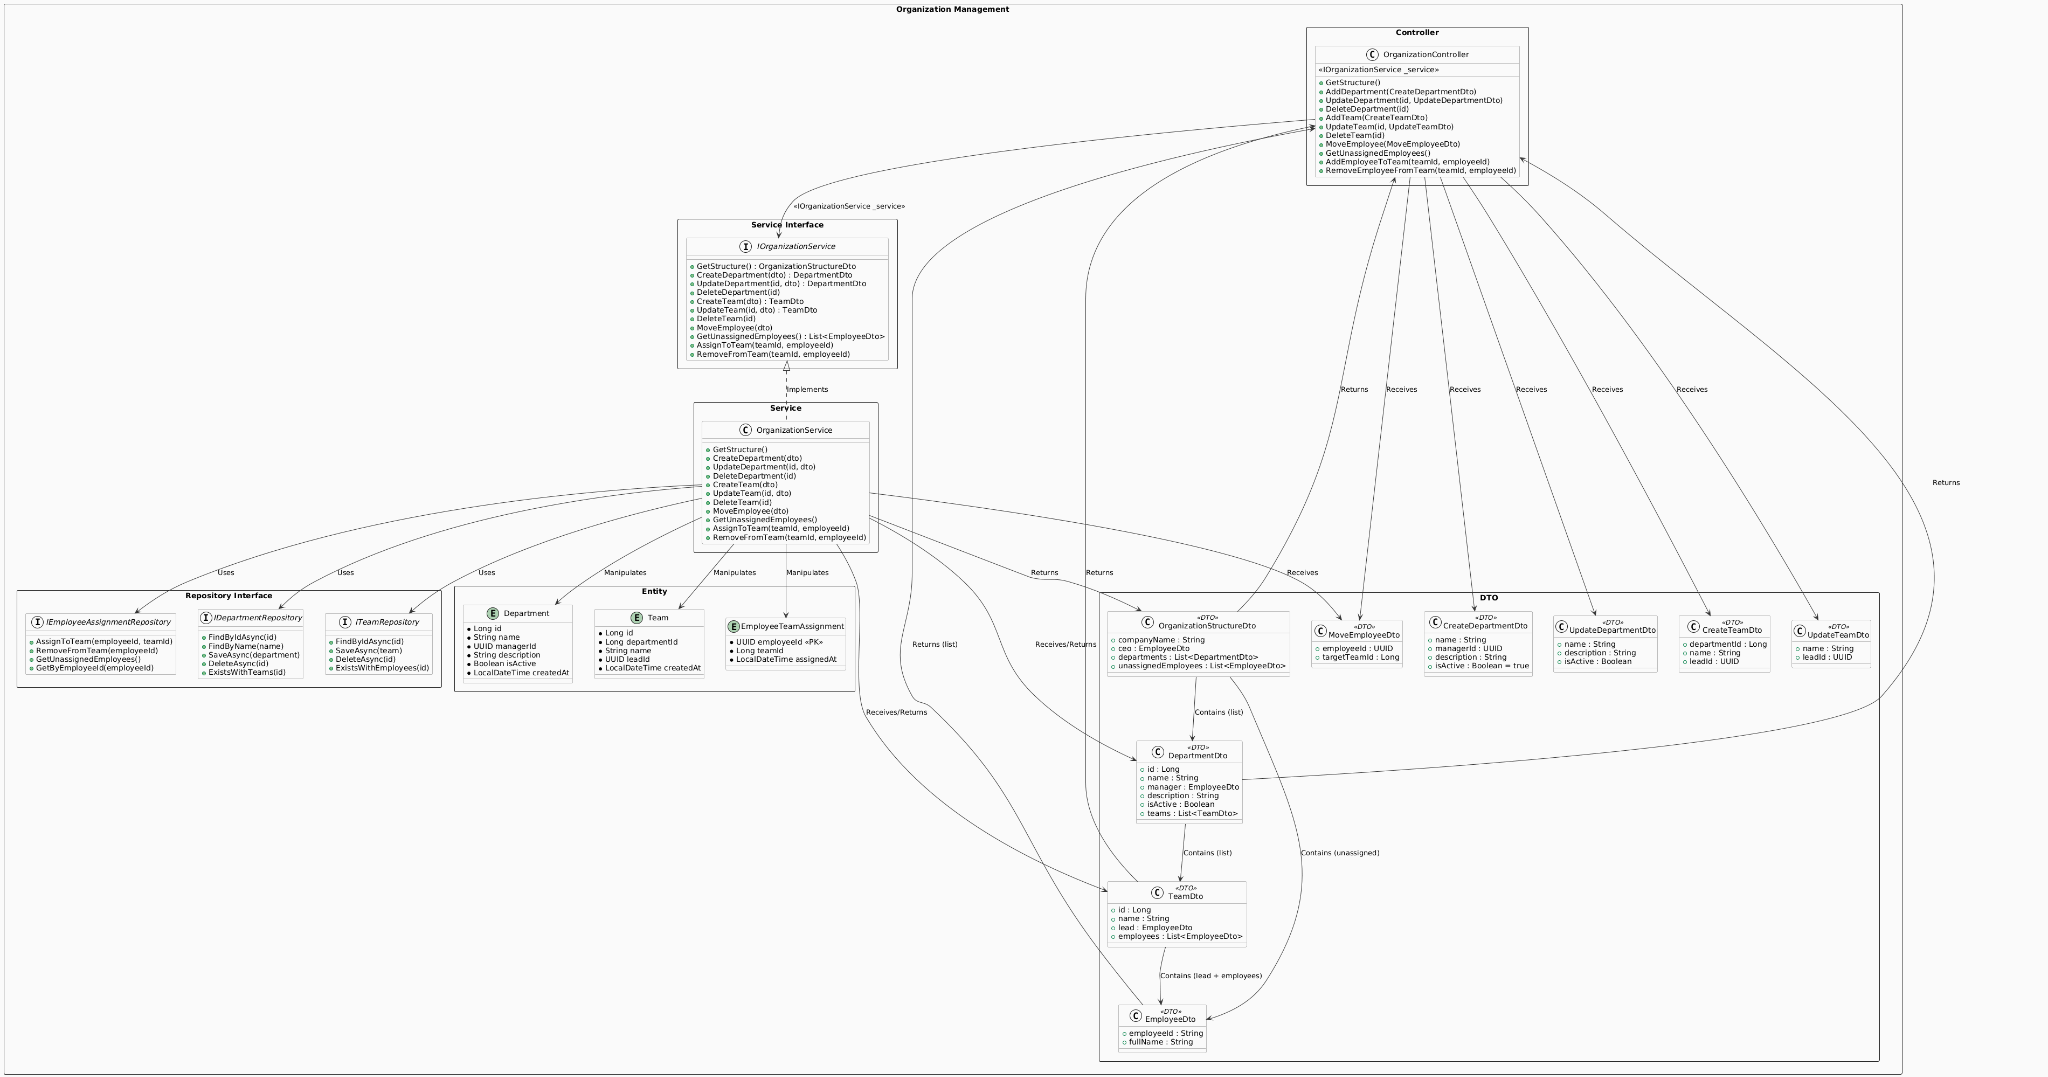 Organization Management
Controller
C OrganizationController
«IOrganizationService _service»
GetStructure()
AddDepartment(CreateDepartmentDto)
UpdateDepartment(id, UpdateDepartmentDto)
DeleteDepartment(id)
AddTeam(CreateTeamDto)
UpdateTeam(id, UpdateTeamDto)
DeleteTeam(id)
MoveEmployee(MoveEmployeeDto)
GetUnassignedEmployees()
AddEmployeeToTeam(teamId, employeeId)
RemoveEmployeeFromTeam(teamId, employeeId)
«IOrganizationService _service»
Service Interface
I IOrganizationService
GetStructure() : OrganizationStructureDto
CreateDepartment(dto) : DepartmentDto
UpdateDepartment(id, dto) : DepartmentDto
DeleteDepartment(id)
CreateTeam(dto) : TeamDto
UpdateTeam(id, dto) : TeamDto
DeleteTeam(id)
MoveEmployee(dto)
GetUnassignedEmployees() : List<EmployeeDto>
AssignToTeam(teamId, employeeId)
RemoveFromTeam(teamId, employeeId)
Implements
Returns
Receives
Receives
Receives
Receives
Receives
Returns
Service
C OrganizationService
GetStructure()
CreateDepartment(dto)
UpdateDepartment(id, dto)
DeleteDepartment(id)
CreateTeam(dto)
UpdateTeam(id, dto)
DeleteTeam(id)
MoveEmployee(dto)
GetUnassignedEmployees()
AssignToTeam(teamId, employeeId)
RemoveFromTeam(teamId, employeeId)
Uses
Uses
Uses
Manipulates
Manipulates
Manipulates
Returns
Returns
Receives
Repository Interface
I IEmployeeAssignmentRepository
AssignToTeam(employeeId, teamId)
RemoveFromTeam(employeeId)
GetUnassignedEmployees()
GetByEmployeeId(employeeId)
I IDepartmentRepository
FindByIdAsync(id)
FindByName(name)
SaveAsync(department)
DeleteAsync(id)
ExistsWithTeams(id)
I ITeamRepository
FindByIdAsync(id)
SaveAsync(team)
DeleteAsync(id)
ExistsWithEmployees(id)
Entity
E Department
Long id
String name
UUID managerId
String description
Boolean isActive
LocalDateTime createdAt
E Team
Long id
Long departmentId
String name
UUID leadId
LocalDateTime createdAt
E EmployeeTeamAssignment
UUID employeeId «PK»
Long teamId
LocalDateTime assignedAt
Returns (list)
Receives/Returns
Receives/Returns
DTO
«DTO»
C OrganizationStructureDto
companyName : String
ceo : EmployeeDto
departments : List<DepartmentDto>
unassignedEmployees : List<EmployeeDto>
«DTO»
C MoveEmployeeDto
employeeId : UUID
targetTeamId : Long
«DTO»
C CreateDepartmentDto
name : String
managerId : UUID
description : String
isActive : Boolean = true
«DTO»
C UpdateDepartmentDto
name : String
description : String
isActive : Boolean
«DTO»
C CreateTeamDto
departmentId : Long
name : String
leadId : UUID
«DTO»
C UpdateTeamDto
name : String
leadId : UUID
Contains (list)
«DTO»
C DepartmentDto
id : Long
name : String
manager : EmployeeDto
description : String
isActive : Boolean
teams : List<TeamDto>
Contains (list)
Contains (unassigned)
«DTO»
C TeamDto
id : Long
name : String
lead : EmployeeDto
employees : List<EmployeeDto>
Contains (lead + employees)
«DTO»
C EmployeeDto
employeeId : String
fullName : String